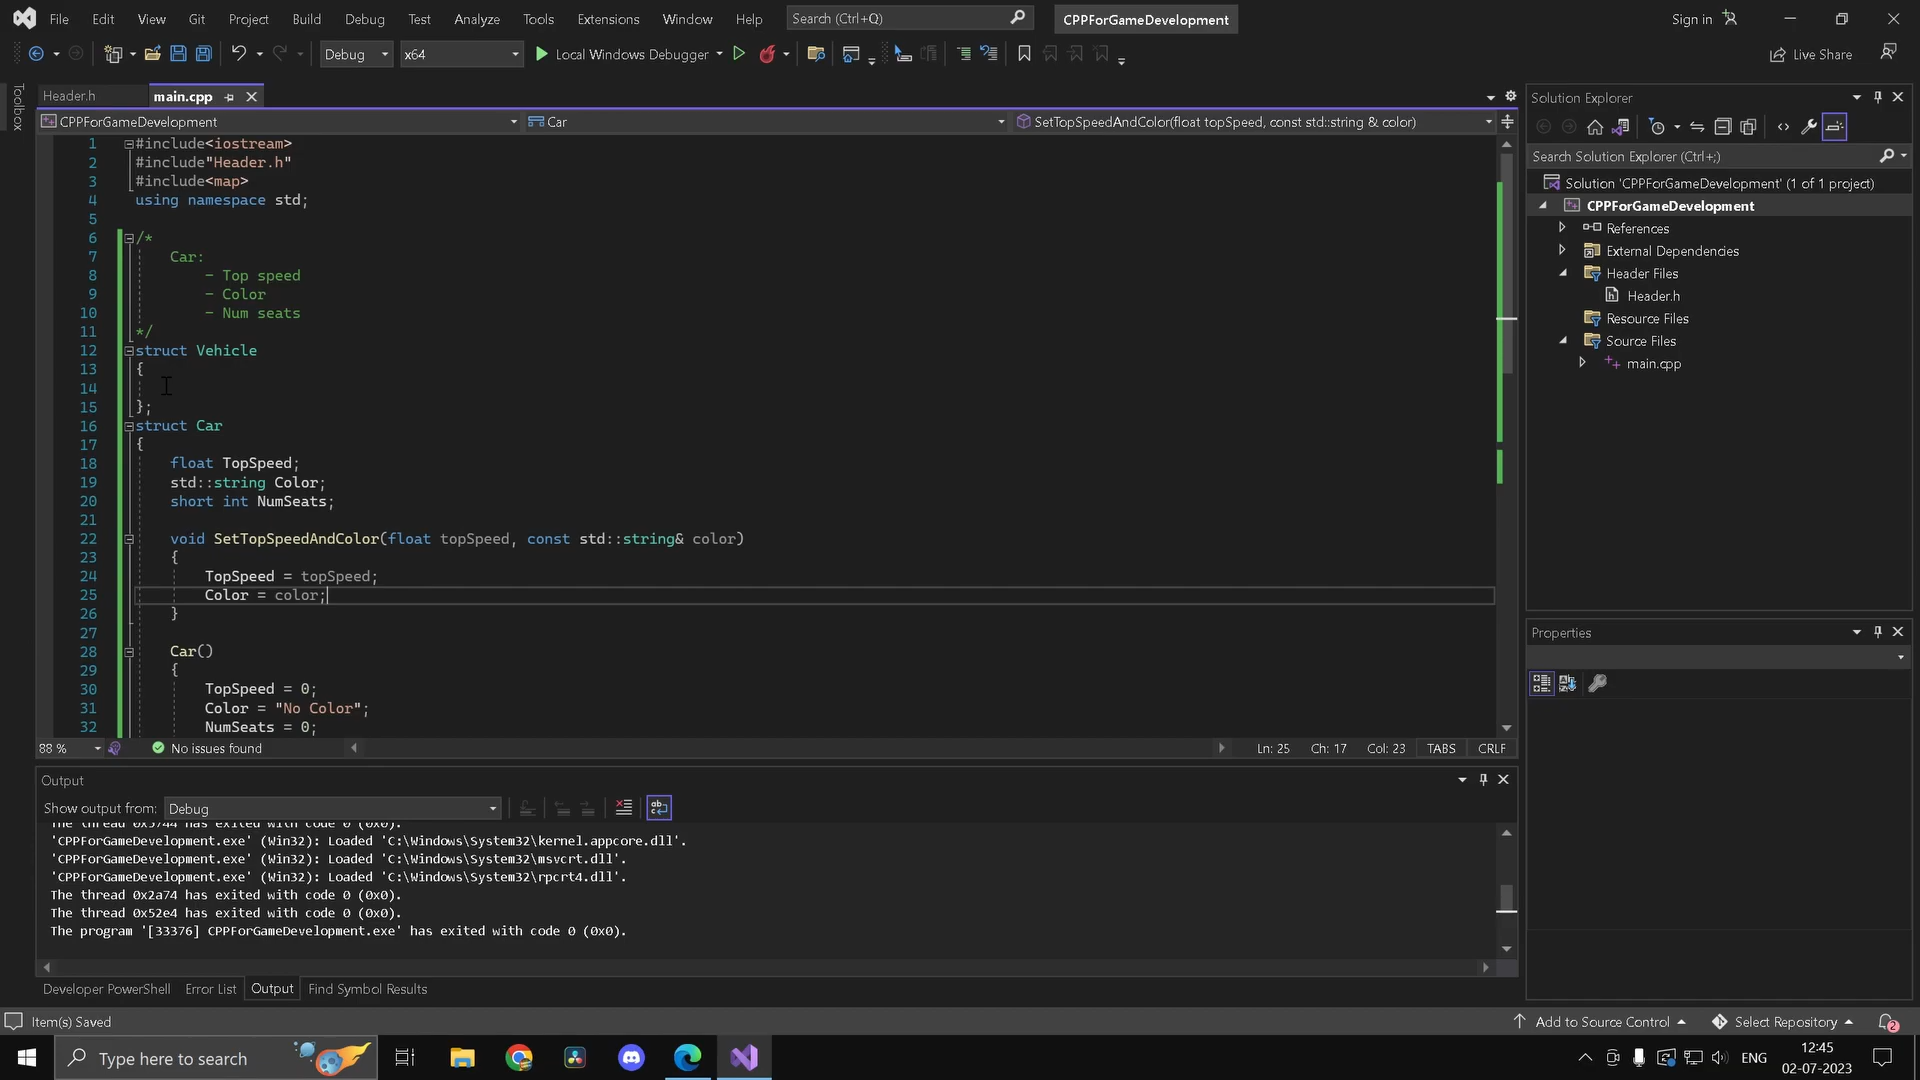 File Edit View Git Project Build Debug Test Analyze Tools Extensions Window Help Search (Ctrl+Q) CPPForGameDevelopment Sign in
Debug x64 Local Windows Debugger Live Share
Toolbox
Header.h main.cpp
CPPForGameDevelopment Car SetTopSpeedAndColor(float topSpeed, const std::string & color)
1 #include<iostream>
2 #include"Header.h"
3 #include<map>
4 using namespace std;
5
6 /*
7 Car:
8 - Top speed
9 - Color
10 - Num seats
11 */
12 struct Vehicle
13 {
14
15 };
16 struct Car
17 {
18 float TopSpeed;
19 std::string Color;
20 short int NumSeats;
21
22 void SetTopSpeedAndColor(float topSpeed, const std::string& color)
23 {
24 TopSpeed = topSpeed;
25 Color = color;
26 }
27
28 Car()
29 {
30 TopSpeed = 0;
31 Color = "No Color";
32 NumSeats = 0;
88 % No issues found Ln: 25 Ch: 17 Col: 23 TABS CRLF
Output
Show output from: Debug
The thread 0x5744 has exited with code 0 (0x0).
'CPPForGameDevelopment.exe' (Win32): Loaded 'C:\Windows\System32\kernel.appcore.dll'.
'CPPForGameDevelopment.exe' (Win32): Loaded 'C:\Windows\System32\msvcrt.dll'.
'CPPForGameDevelopment.exe' (Win32): Loaded 'C:\Windows\System32\rpcrt4.dll'.
The thread 0x2a74 has exited with code 0 (0x0).
The thread 0x52e4 has exited with code 0 (0x0).
The program '[33376] CPPForGameDevelopment.exe' has exited with code 0 (0x0).
Developer PowerShell Error List Output Find Symbol Results
Solution Explorer
Search Solution Explorer (Ctrl+;)
Solution 'CPPForGameDevelopment' (1 of 1 project)
CPPForGameDevelopment
References
External Dependencies
Header Files
Header.h
Resource Files
Source Files
main.cpp
Properties
Item(s) Saved Add to Source Control Select Repository 2
Type here to search ENG 12:45
02-07-2023